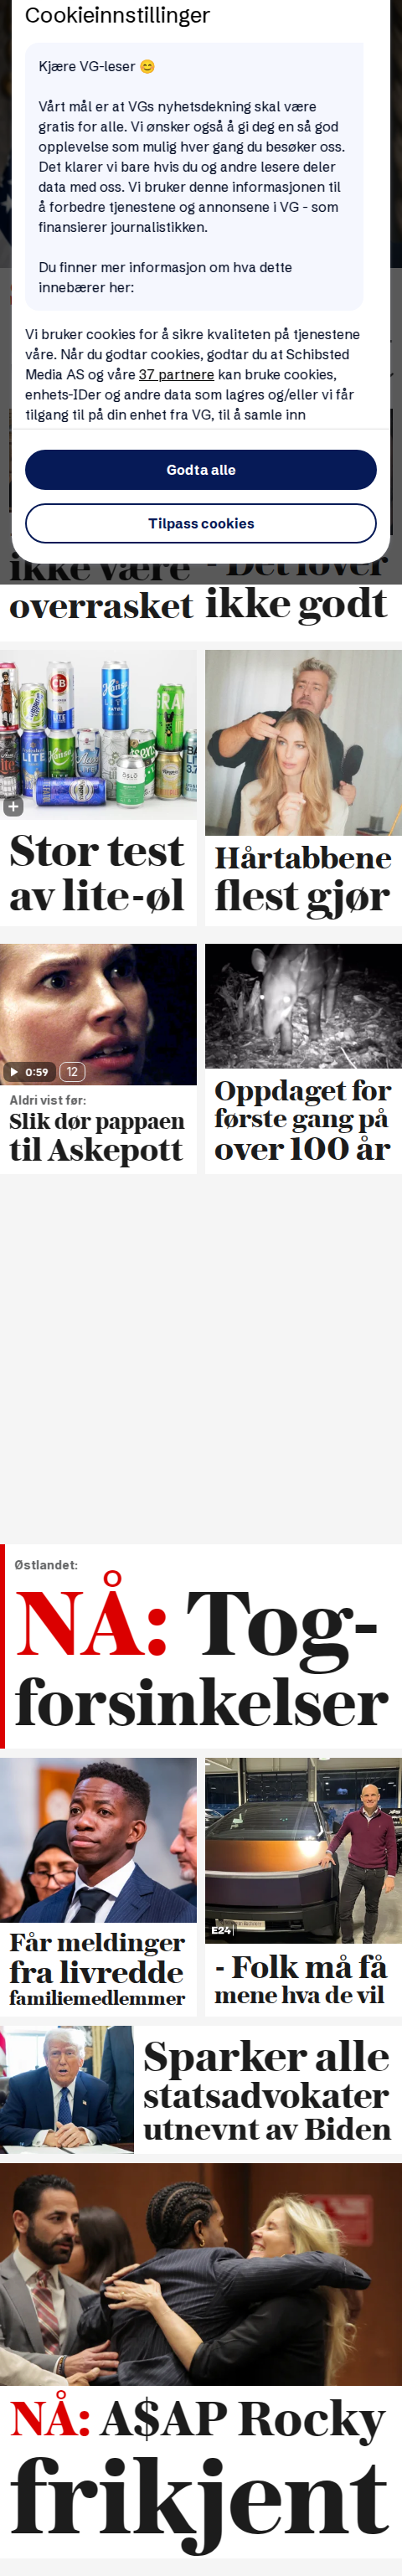 Cookieinnstillinger
Kjære VG-leser 😊
Vårt mål er at VGs nyhetsdekning skal være
gratis for alle. Vi ønsker også å gi deg en så god
opplevelse som mulig hver gang du besøker oss.
Det klarer vi bare hvis du og andre lesere deler
data med oss. Vi bruker denne informasjonen til
å forbedre tjenestene og annonsene i VG - som
finansierer journalistikken.
Du finner mer informasjon om hva dette
innebærer her:
Vi bruker cookies for å sikre kvaliteten på tjenestene
våre. Når du godtar cookies, godtar du at Schibsted
Media AS og våre 37 partnere kan bruke cookies,
enhets-IDer og andre data som lagres og/eller vi får
tilgang til på din enhet fra VG, til å samle inn
Godta alle
Tilpass cookies
ikke være
overrasket
- Det lover
ikke godt
Stor test
av lite-øl
Hårtabbene
flest gjør
0:59
12
Aldri vist før:
Slik dør pappaen
til Askepott
Oppdaget for
første gang på
over 100 år
Østlandet:
NÅ: Tog-
forsinkelser
Får meldinger
fra livredde
familiemedlemmer
E24
- Folk må få
mene hva de vil
Sparker alle
statsadvokater
utnevnt av Biden
NÅ: A$AP Rocky
frikjent